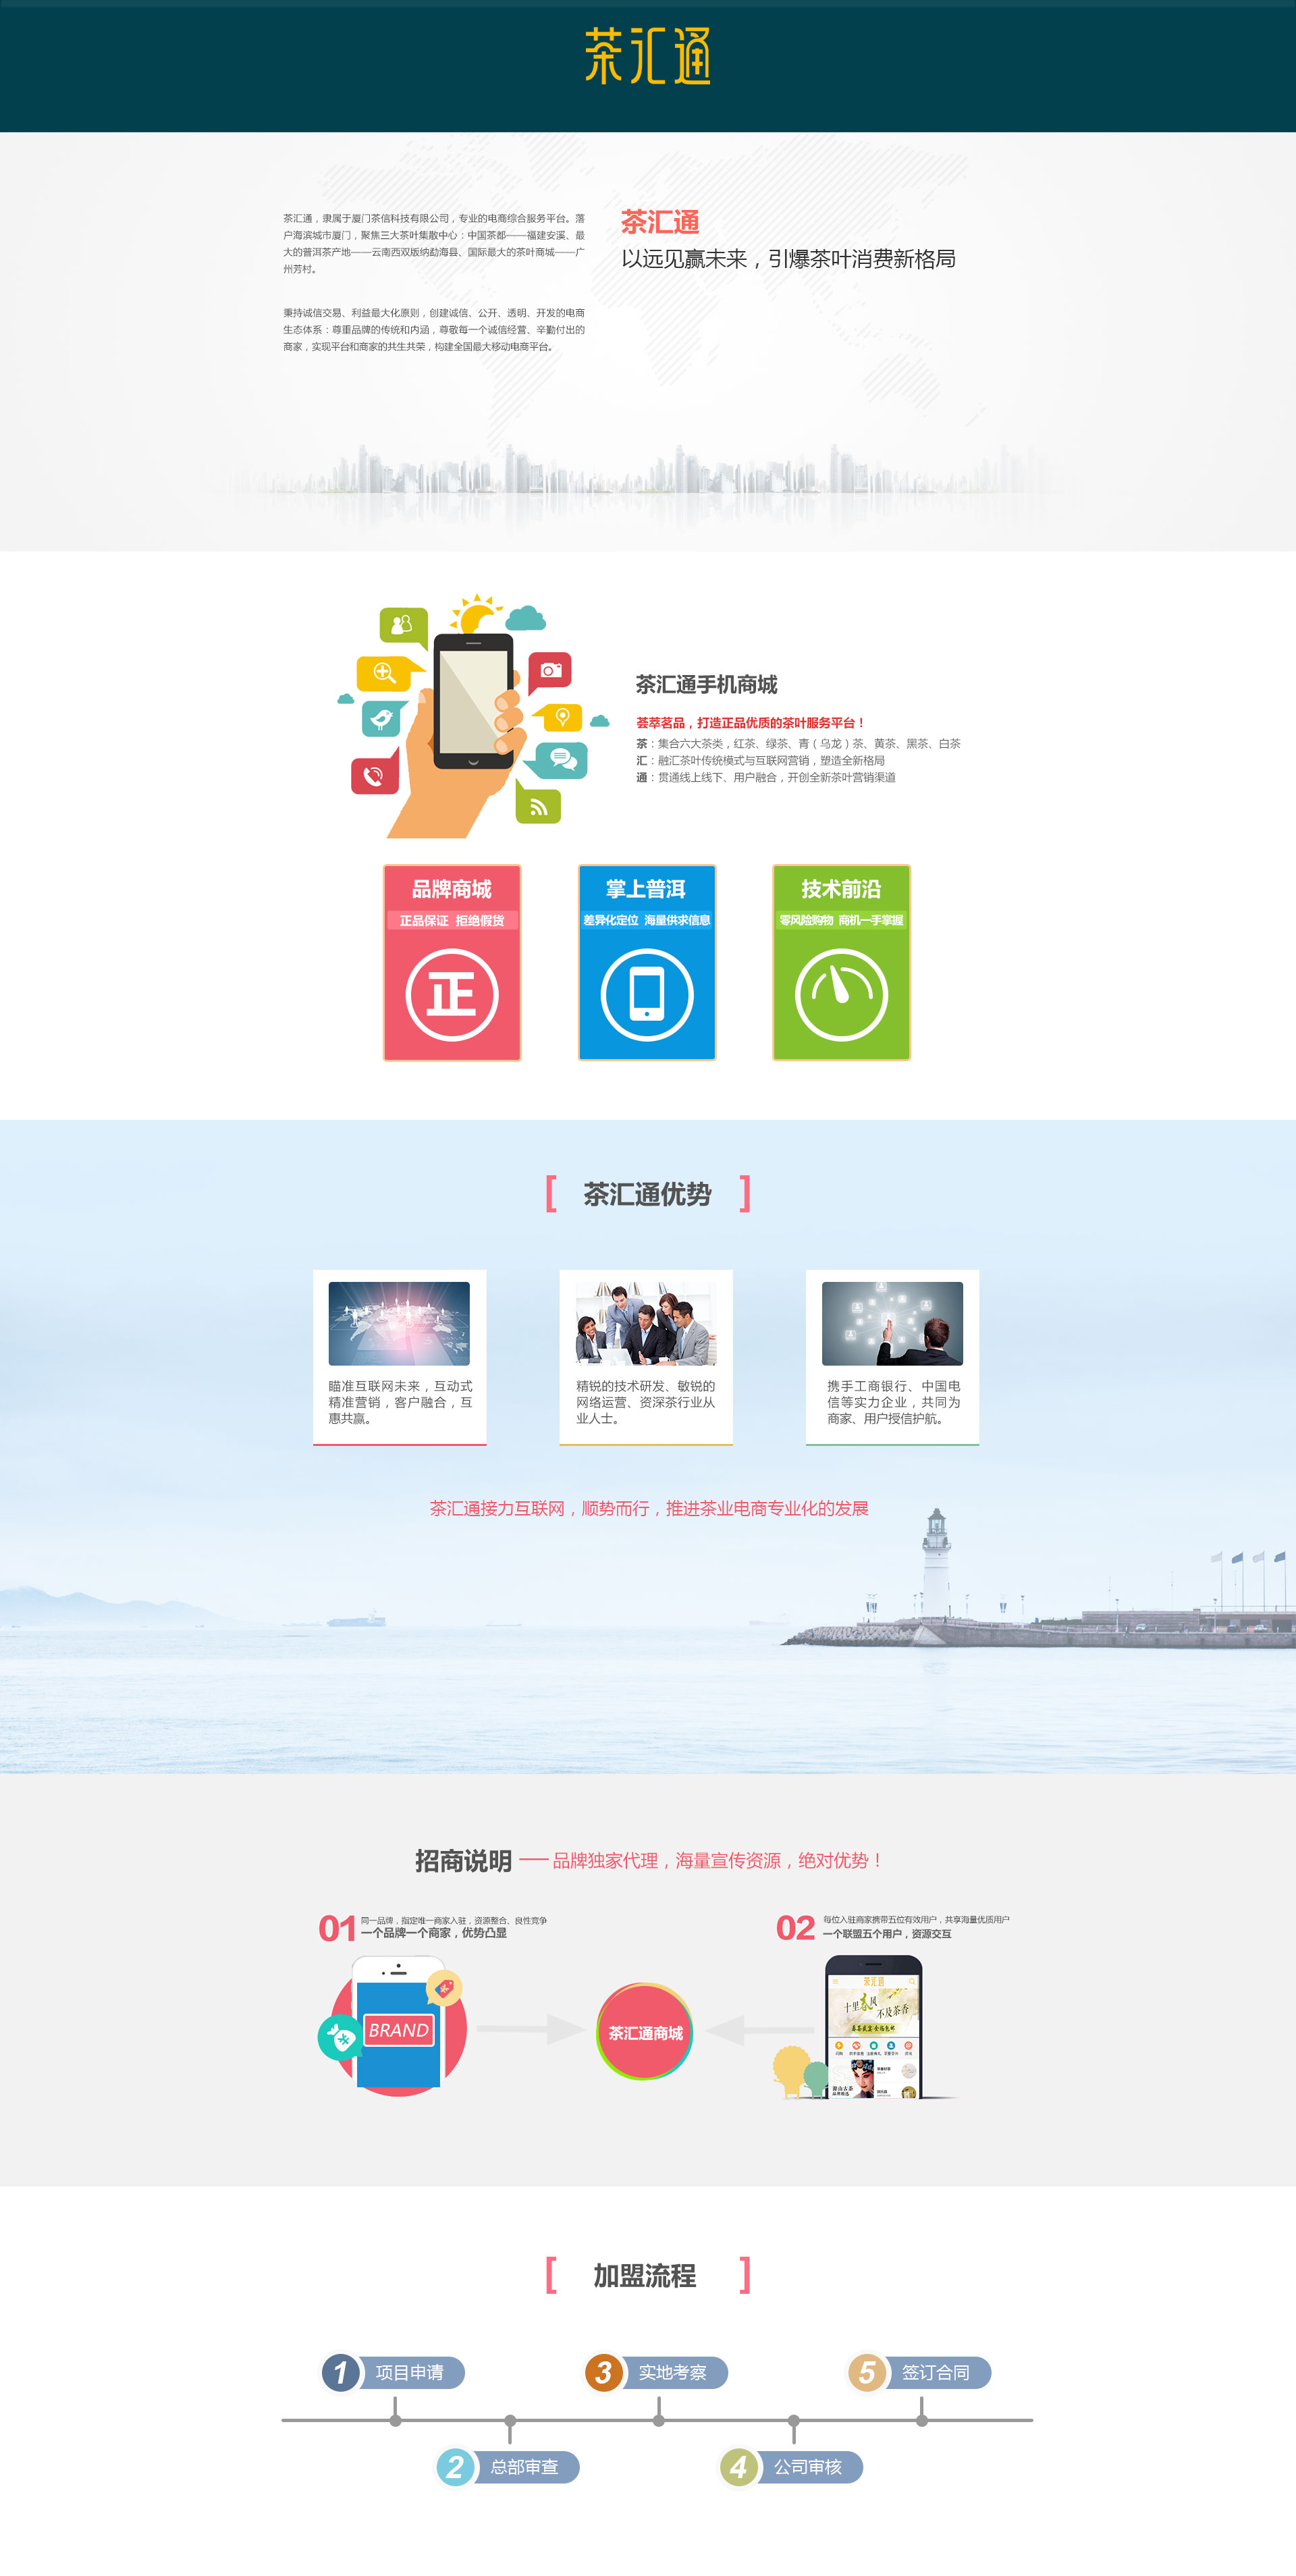 茶汇通
茶汇通，隶属于厦门茶信科技有限公司，专业的电商综合服务平台。落
户海滨城市厦门，聚焦三大茶叶集散中心：中国茶都——福建安溪、最
大的普洱茶产地——云南西双版纳勐海县、国际最大的茶叶商城——广
州芳村。
秉持诚信交易、利益最大化原则，创建诚信、公开、透明、开发的电商
生态体系：尊重品牌的传统和内涵，尊敬每一个诚信经营、辛勤付出的
商家，实现平台和商家的共生共荣，构建全国最大移动电商平台。
茶汇通
以远见赢未来，引爆茶叶消费新格局
茶汇通手机商城
荟萃茗品，打造正品优质的茶叶服务平台！
茶：集合六大茶类，红茶、绿茶、青（乌龙）茶、黄茶、黑茶、白茶
汇：融汇茶叶传统模式与互联网营销，塑造全新格局
通：贯通线上线下、用户融合，开创全新茶叶营销渠道
品牌商城
正品保证 拒绝假货
正
掌上普洱
差异化定位 海量供求信息
技术前沿
零风险购物 商机一手掌握
[ 茶汇通优势 ]
瞄准互联网未来，互动式
精准营销，客户融合，互
惠共赢。
精锐的技术研发、敏锐的
网络运营、资深茶行业从
业人士。
携手工商银行、中国电
信等实力企业，共同为
商家、用户授信护航。
茶汇通接力互联网，顺势而行，推进茶业电商专业化的发展
招商说明 —— 品牌独家代理，海量宣传资源，绝对优势！
01
同一品牌，指定唯一商家入驻，资源整合、良性竞争
一个品牌一个商家，优势凸显
BRAND
茶汇通商城
02
每位入驻商家携带五位有效用户，共享海量优质用户
一个联盟五个用户，资源交互
茶汇通
十里春风
不及茶香
[ 加盟流程 ]
1 项目申请
2 总部审查
3 实地考察
4 公司审核
5 签订合同